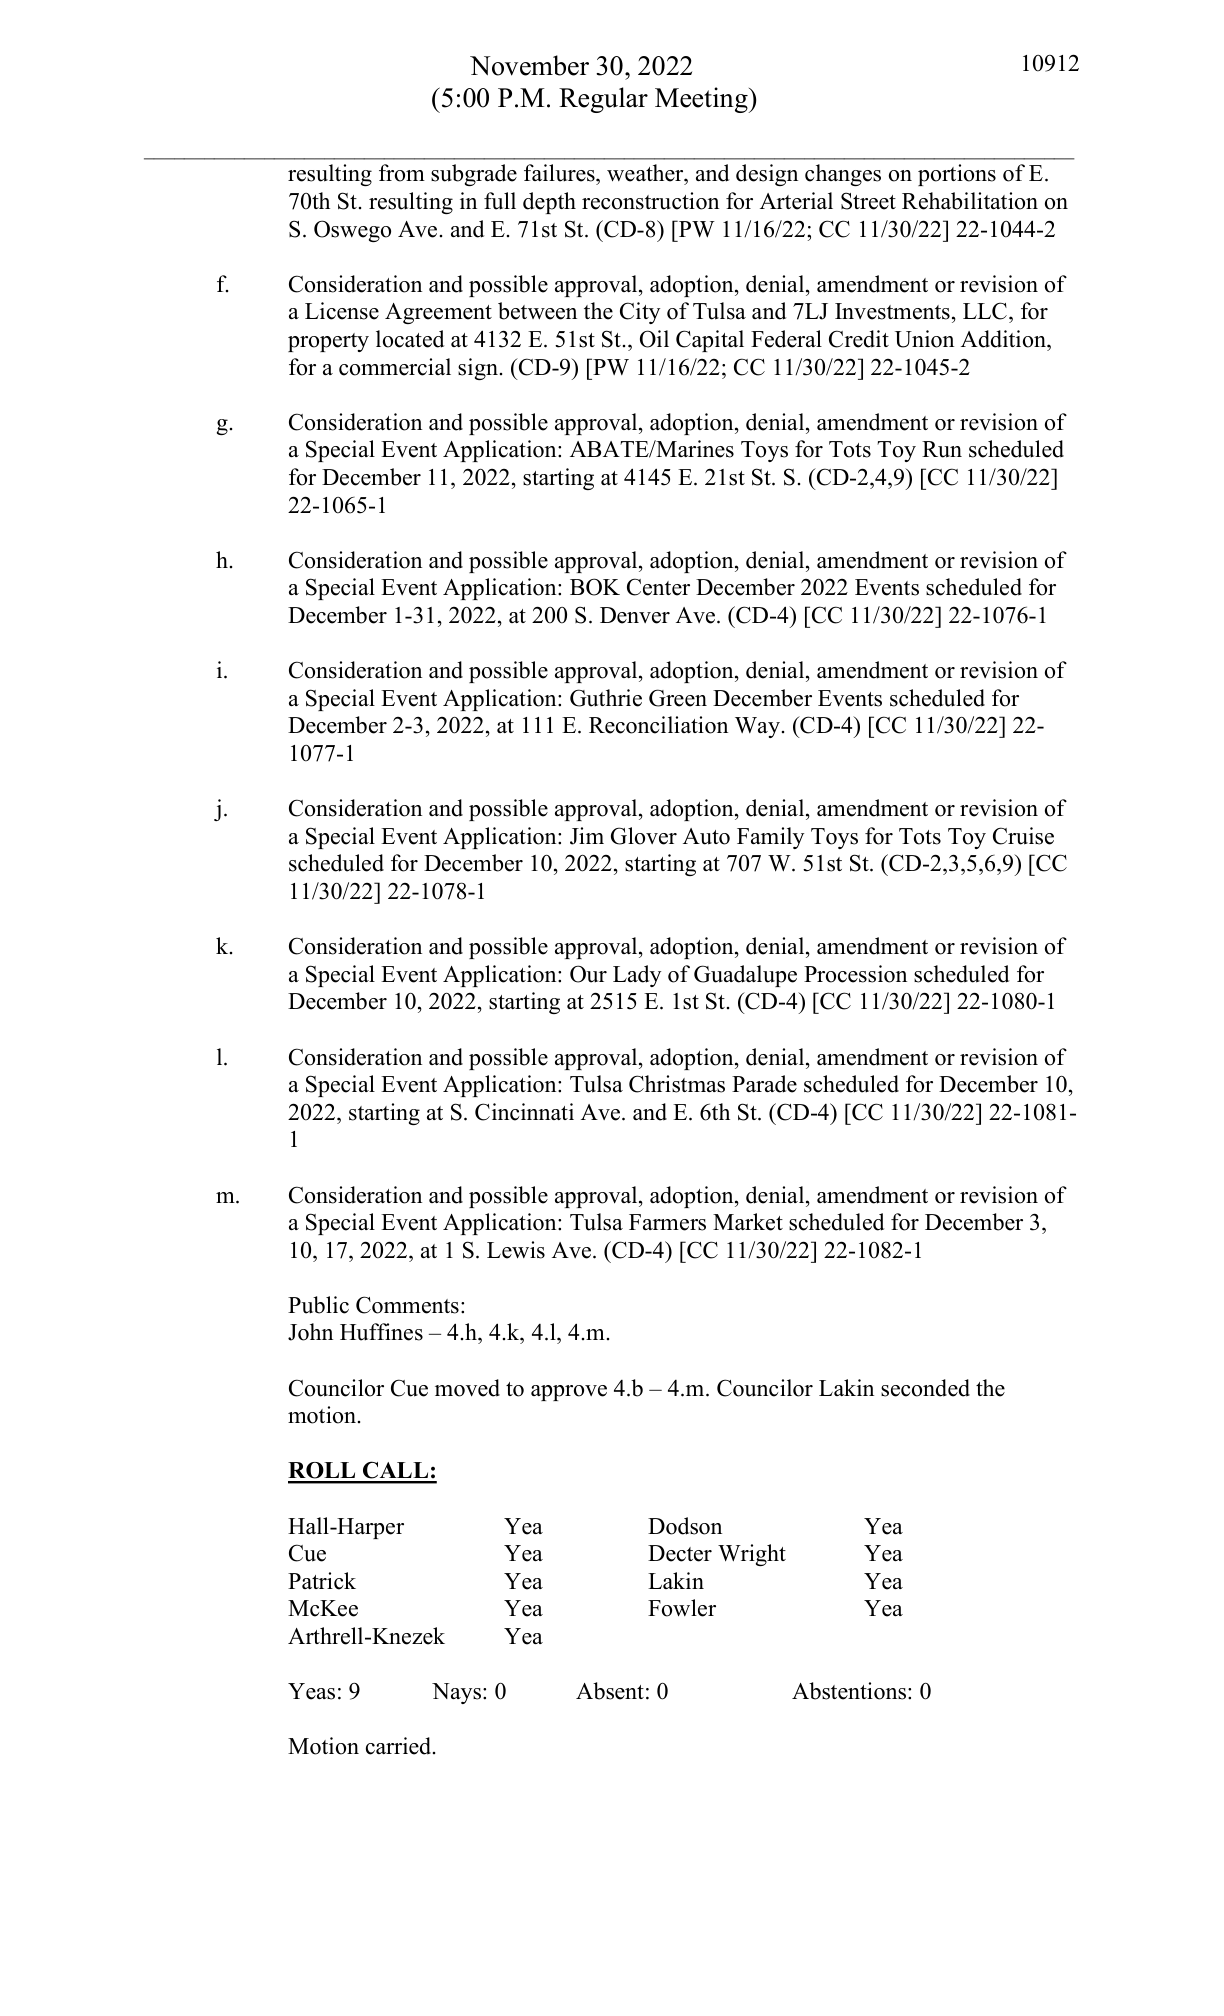 November 30, 2022
10912
(5:00 P.M. Regular Meeting)
resulting from subgrade failures, weather, and design changes on portions of E.
70th St. resulting in full depth reconstruction for Arterial Street Rehabilitation on
S. Oswego Ave. and E. 71st St. (CD-8) [PW 11/16/22; CC 11/30/22] 22-1044-2
f. Consideration and possible approval, adoption, denial, amendment or revision of
a License Agreement between the City of Tulsa and 7LJ Investments, LLC, for
property located at 4132 E. 51st St., Oil Capital Federal Credit Union Addition,
for a commercial sign. (CD-9) [PW 11/16/22; CC 11/30/22] 22-1045-2
g. Consideration and possible approval, adoption, denial, amendment or revision of
a Special Event Application: ABATE/Marines Toys for Tots Toy Run scheduled
for December 11, 2022, starting at 4145 E. 21st St. S. (CD-2,4,9) [CC 11/30/22]
22-1065-1
h. Consideration and possible approval, adoption, denial, amendment or revision of
a Special Event Application: BOK Center December 2022 Events scheduled for
December 1-31, 2022, at 200 S. Denver Ave. (CD-4) [CC 11/30/22] 22-1076-1
i. Consideration and possible approval, adoption, denial, amendment or revision of
a Special Event Application: Guthrie Green December Events scheduled for
December 2-3, 2022, at 111 E. Reconciliation Way. (CD-4) [CC 11/30/22] 22-
1077-1
j. Consideration and possible approval, adoption, denial, amendment or revision of
a Special Event Application: Jim Glover Auto Family Toys for Tots Toy Cruise
scheduled for December 10, 2022, starting at 707 W. 51st St. (CD-2,3,5,6,9) [CC
11/30/22] 22-1078-1
k. Consideration and possible approval, adoption, denial, amendment or revision of
a Special Event Application: Our Lady of Guadalupe Procession scheduled for
December 10, 2022, starting at 2515 E. 1st St. (CD-4) [CC 11/30/22] 22-1080-1
l. Consideration and possible approval, adoption, denial, amendment or revision of
a Special Event Application: Tulsa Christmas Parade scheduled for December 10,
2022, starting at S. Cincinnati Ave. and E. 6th St. (CD-4) [CC 11/30/22] 22-1081-
1
m. Consideration and possible approval, adoption, denial, amendment or revision of
a Special Event Application: Tulsa Farmers Market scheduled for December 3,
10, 17, 2022, at 1 S. Lewis Ave. (CD-4) [CC 11/30/22] 22-1082-1
Public Comments:
John Huffines – 4.h, 4.k, 4.l, 4.m.
Councilor Cue moved to approve 4.b – 4.m. Councilor Lakin seconded the
motion.
ROLL CALL:
Hall-Harper Yea Dodson Yea
Cue Yea Decter Wright Yea
Patrick Yea Lakin Yea
McKee Yea Fowler Yea
Arthrell-Knezek Yea
Yeas: 9 Nays: 0 Absent: 0 Abstentions: 0
Motion carried.